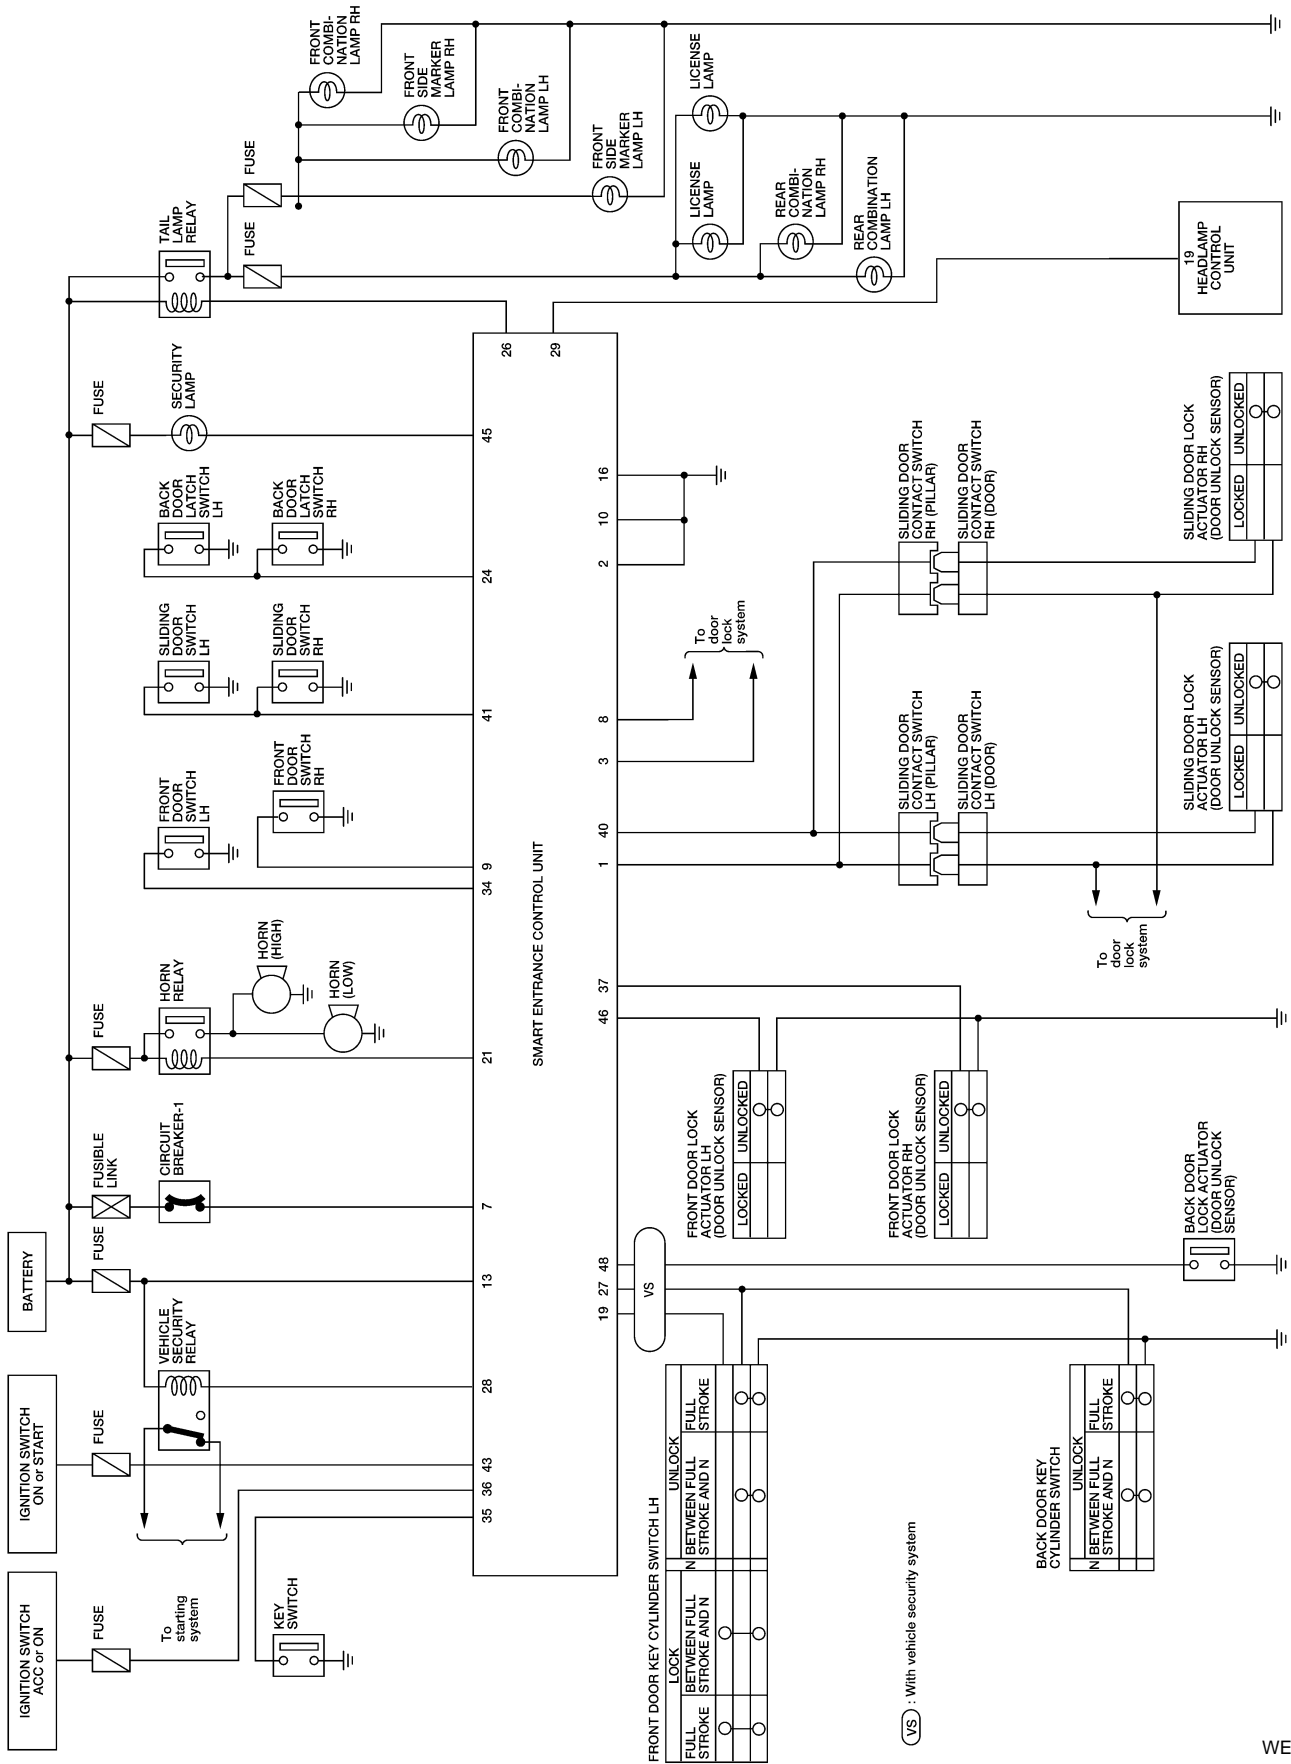 IGNITION SWITCH
ACC or ON
IGNITION SWITCH
ON or START
BATTERY
FUSE
FUSE
FUSE
FUSIBLE
LINK
FUSE
FUSE
To
starting
system
VEHICLE
SECURITY
RELAY
CIRCUIT
BREAKER-1
HORN
RELAY
HORN
(HIGH)
HORN
(LOW)
KEY
SWITCH
FRONT
DOOR
SWITCH
LH
FRONT
DOOR
SWITCH
RH
SLIDING
DOOR
SWITCH
LH
SLIDING
DOOR
SWITCH
RH
BACK
DOOR
LATCH
SWITCH
LH
BACK
DOOR
LATCH
SWITCH
RH
SECURITY
LAMP
TAIL
LAMP
RELAY
FUSE
FUSE
FRONT
COMBI-
NATION
LAMP RH
FRONT
SIDE
MARKER
LAMP RH
FRONT
COMBI-
NATION
LAMP LH
FRONT
SIDE
MARKER
LAMP LH
LICENSE
LAMP
LICENSE
LAMP
REAR
COMBI-
NATION
LAMP RH
REAR
COMBINATION
LAMP LH
35
36
43
28
13
7
21
34
9
41
24
45
26
29
SMART ENTRANCE CONTROL UNIT
19
27
48
46
37
1
40
3
8
2
10
16
VS
To
door
lock
system
19
HEADLAMP
CONTROL
UNIT
FRONT DOOR KEY CYLINDER SWITCH LH
LOCK
N
UNLOCK
FULL
STROKE
BETWEEN FULL
STROKE AND N
BETWEEN FULL
STROKE AND N
FULL
STROKE
FRONT DOOR LOCK
ACTUATOR LH
(DOOR UNLOCK SENSOR)
LOCKED
UNLOCKED
FRONT DOOR LOCK
ACTUATOR RH
(DOOR UNLOCK SENSOR)
LOCKED
UNLOCKED
SLIDING DOOR
CONTACT SWITCH
LH (PILLAR)
SLIDING DOOR
CONTACT SWITCH
LH (DOOR)
SLIDING DOOR
CONTACT SWITCH
RH (PILLAR)
SLIDING DOOR
CONTACT SWITCH
RH (DOOR)
To
door
lock
system
BACK DOOR KEY
CYLINDER SWITCH
N
UNLOCK
BETWEEN FULL
STROKE AND N
FULL
STROKE
BACK DOOR
LOCK ACTUATOR
(DOOR UNLOCK
SENSOR)
SLIDING DOOR LOCK
ACTUATOR LH
(DOOR UNLOCK SENSOR)
LOCKED
UNLOCKED
SLIDING DOOR LOCK
ACTUATOR RH
(DOOR UNLOCK SENSOR)
LOCKED
UNLOCKED
VS : With vehicle security system
WE